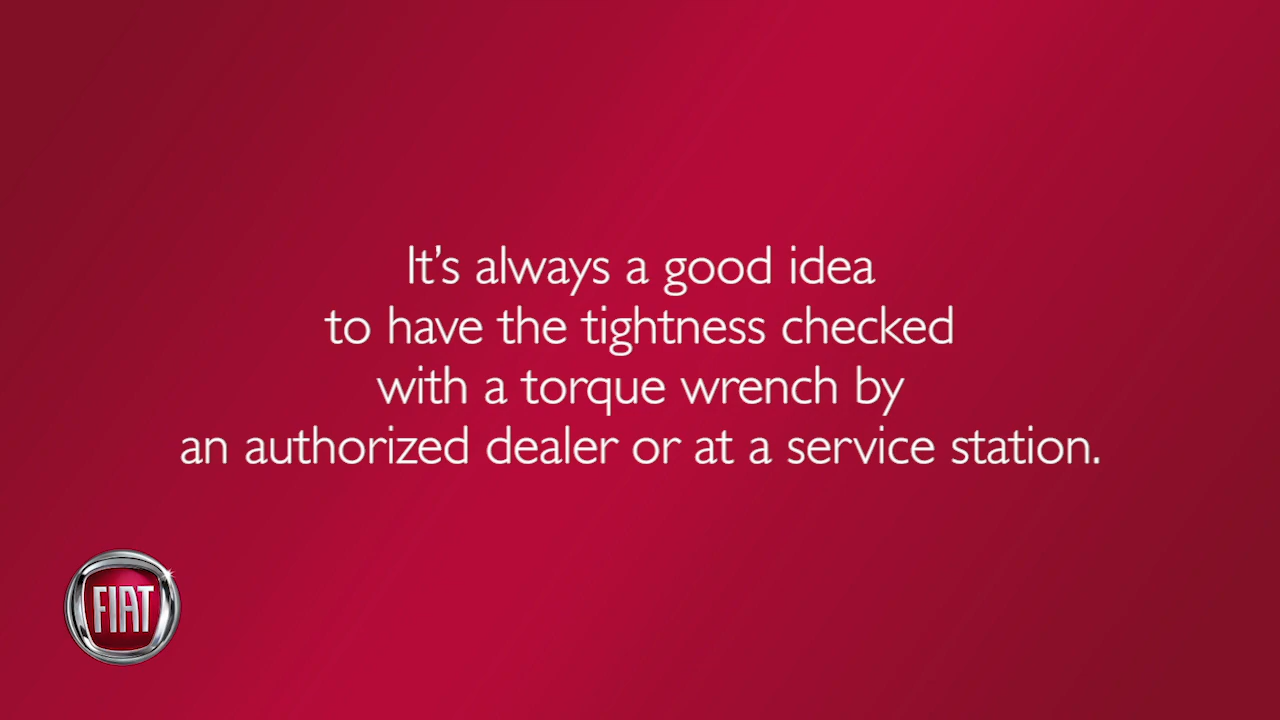 It’s always a good idea
to have the tightness checked
with a torque wrench by
an authorized dealer or at a service station.
FIAT